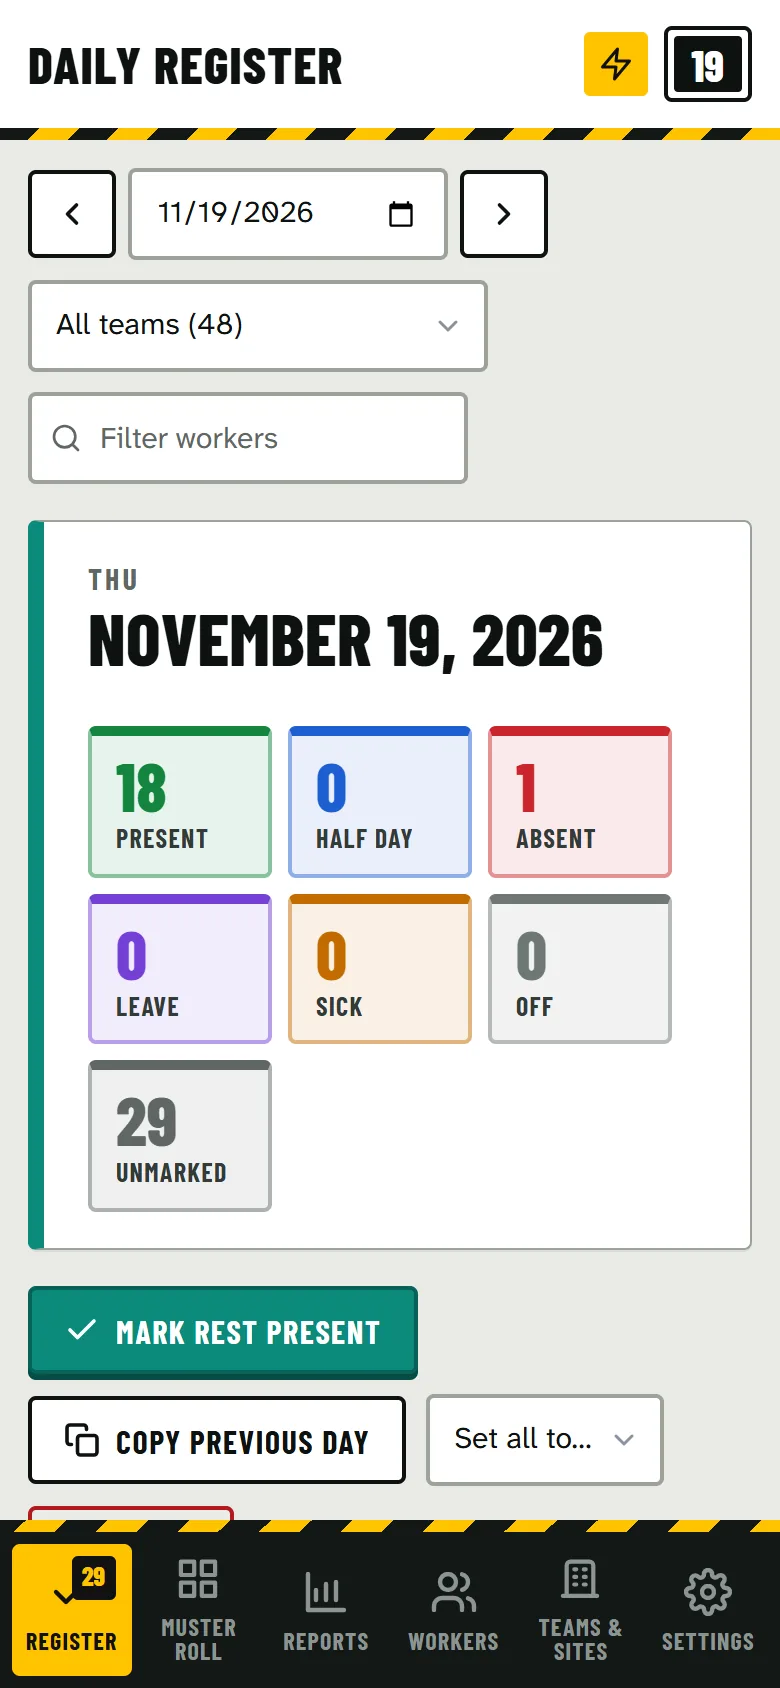 DAILY REGISTER
19
11/19/2026
All teams (48)
Filter workers
THU
NOVEMBER 19, 2026
18
PRESENT
0
HALF DAY
1
ABSENT
0
LEAVE
0
SICK
0
OFF
29
UNMARKED
MARK REST PRESENT
COPY PREVIOUS DAY
Set all to...
29
REGISTER
MUSTER
ROLL
REPORTS
WORKERS
TEAMS &
SITES
SETTINGS